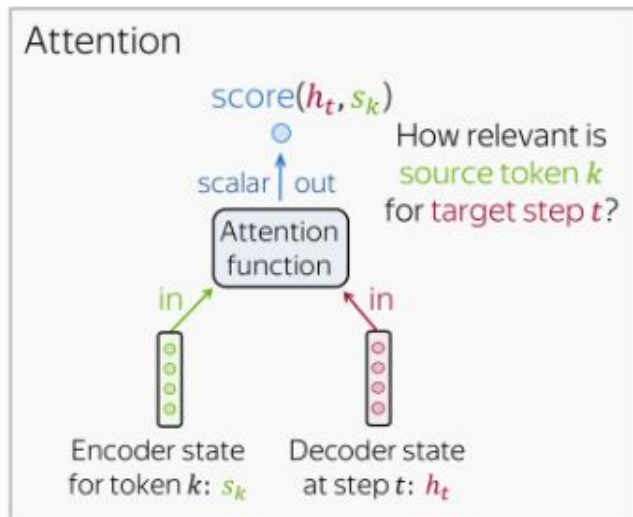 Attention
score(h_t, s_k)
How relevant is
source token k
for target step t?
scalar out
Attention
function
in in
Encoder state
for token k: s_k
Decoder state
at step t: h_t